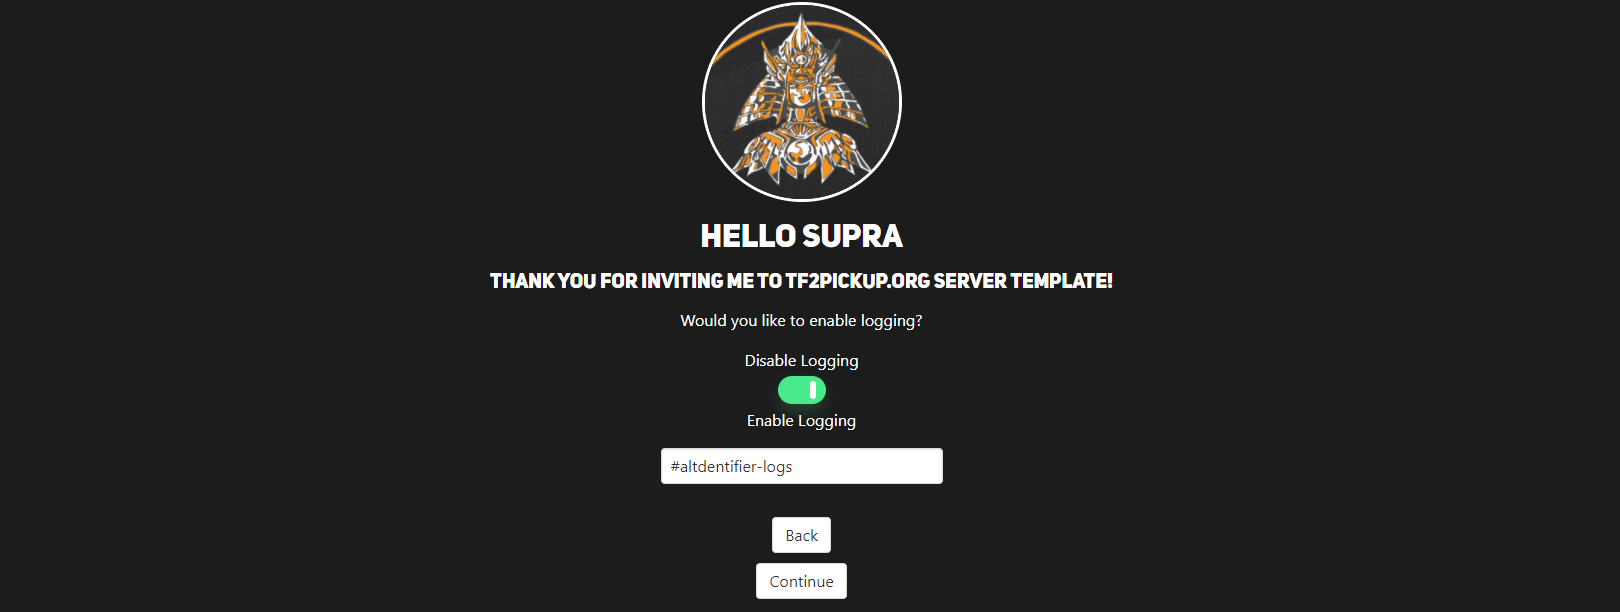 HELLO SUPRA
THANK YOU FOR INVITING ME TO TF2PICKUP.ORG SERVER TEMPLATE!
Would you like to enable logging?
Disable Logging
Enable Logging
#altdentifier-logs
Back
Continue